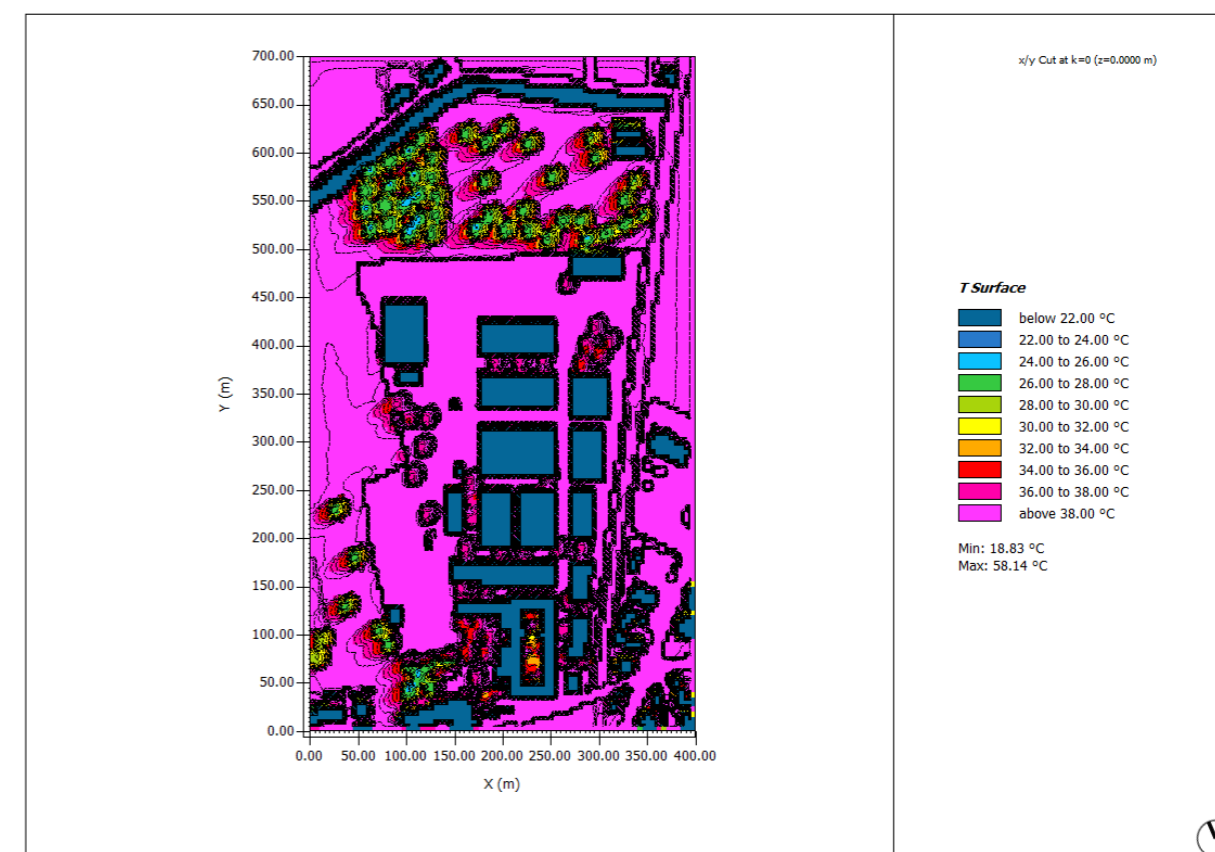 x/y Cut at k=0 (z=0.0000 m)
700.00
650.00
600.00
550.00
500.00
450.00
400.00
350.00
300.00
250.00
200.00
150.00
100.00
50.00
0.00
Y (m)
0.00 50.00 100.00 150.00 200.00 250.00 300.00 350.00 400.00
X (m)
T Surface
below 22.00 °C
22.00 to 24.00 °C
24.00 to 26.00 °C
26.00 to 28.00 °C
28.00 to 30.00 °C
30.00 to 32.00 °C
32.00 to 34.00 °C
34.00 to 36.00 °C
36.00 to 38.00 °C
above 38.00 °C
Min: 18.83 °C
Max: 58.14 °C